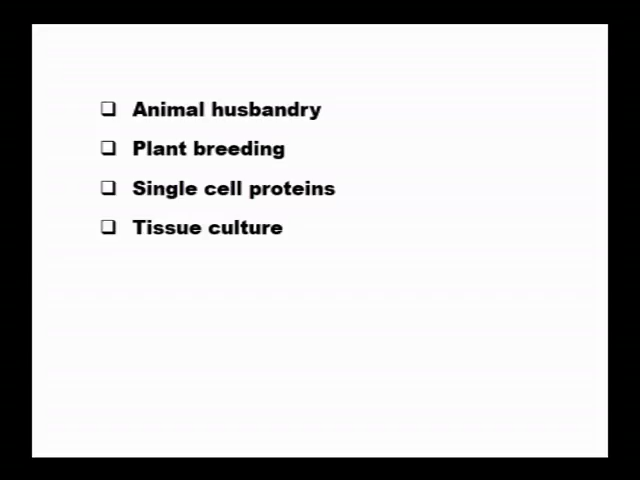 ❑ Animal husbandry
❑ Plant breeding
❑ Single cell proteins
❑ Tissue culture